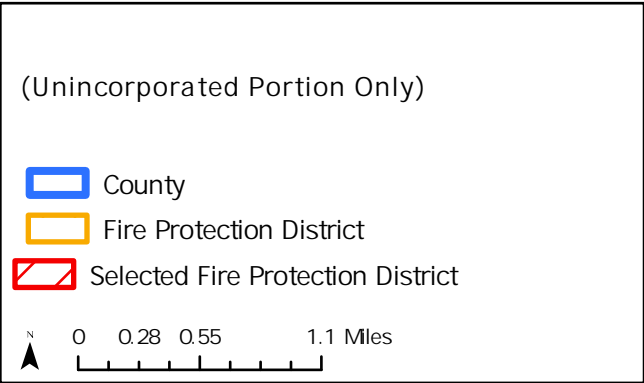 (Unincorporated Portion Only)
County
Fire Protection District
Selected Fire Protection District
N
0 0.28 0.55 1.1 Miles